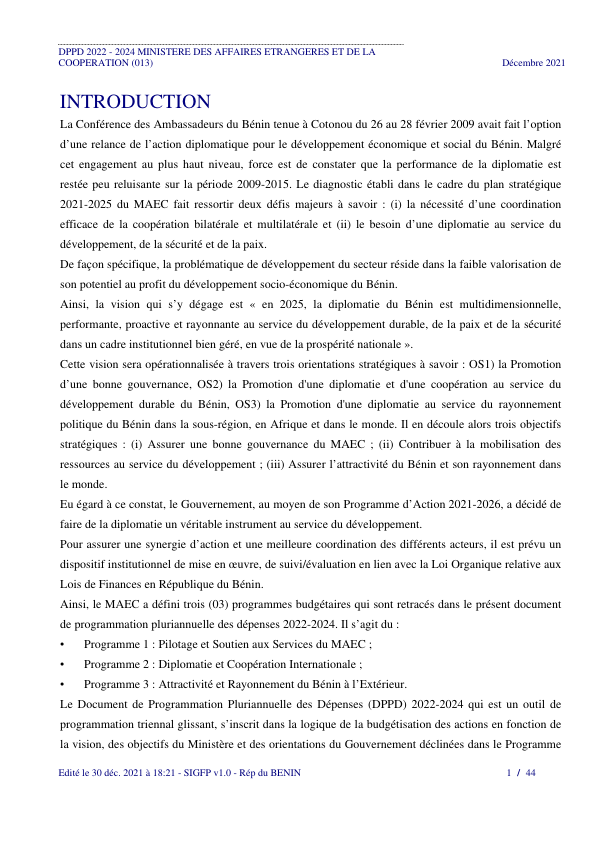 DPPD 2022 - 2024 MINISTERE DES AFFAIRES ETRANGERES ET DE LA
COOPERATION (013)
Décembre 2021
INTRODUCTION
La Conférence des Ambassadeurs du Bénin tenue à Cotonou du 26 au 28 février 2009 avait fait l’option
d’une relance de l’action diplomatique pour le développement économique et social du Bénin. Malgré
cet engagement au plus haut niveau, force est de constater que la performance de la diplomatie est
restée peu reluisante sur la période 2009-2015. Le diagnostic établi dans le cadre du plan stratégique
2021-2025 du MAEC fait ressortir deux défis majeurs à savoir : (i) la nécessité d’une coordination
efficace de la coopération bilatérale et multilatérale et (ii) le besoin d’une diplomatie au service du
développement, de la sécurité et de la paix.
De façon spécifique, la problématique de développement du secteur réside dans la faible valorisation de
son potentiel au profit du développement socio-économique du Bénin.
Ainsi, la vision qui s’y dégage est « en 2025, la diplomatie du Bénin est multidimensionnelle,
performante, proactive et rayonnante au service du développement durable, de la paix et de la sécurité
dans un cadre institutionnel bien géré, en vue de la prospérité nationale ».
Cette vision sera opérationnalisée à travers trois orientations stratégiques à savoir : OS1) la Promotion
d’une bonne gouvernance, OS2) la Promotion d'une diplomatie et d'une coopération au service du
développement durable du Bénin, OS3) la Promotion d'une diplomatie au service du rayonnement
politique du Bénin dans la sous-région, en Afrique et dans le monde. Il en découle alors trois objectifs
stratégiques : (i) Assurer une bonne gouvernance du MAEC ; (ii) Contribuer à la mobilisation des
ressources au service du développement ; (iii) Assurer l’attractivité du Bénin et son rayonnement dans
le monde.
Eu égard à ce constat, le Gouvernement, au moyen de son Programme d’Action 2021-2026, a décidé de
faire de la diplomatie un véritable instrument au service du développement.
Pour assurer une synergie d’action et une meilleure coordination des différents acteurs, il est prévu un
dispositif institutionnel de mise en œuvre, de suivi/évaluation en lien avec la Loi Organique relative aux
Lois de Finances en République du Bénin.
Ainsi, le MAEC a défini trois (03) programmes budgétaires qui sont retracés dans le présent document
de programmation pluriannuelle des dépenses 2022-2024. Il s’agit du :
• Programme 1 : Pilotage et Soutien aux Services du MAEC ;
• Programme 2 : Diplomatie et Coopération Internationale ;
• Programme 3 : Attractivité et Rayonnement du Bénin à l’Extérieur.
Le Document de Programmation Pluriannuelle des Dépenses (DPPD) 2022-2024 qui est un outil de
programmation triennal glissant, s’inscrit dans la logique de la budgétisation des actions en fonction de
la vision, des objectifs du Ministère et des orientations du Gouvernement déclinées dans le Programme
Edité le 30 déc. 2021 à 18:21 - SIGFP v1.0 - Rép du BENIN
1 / 44